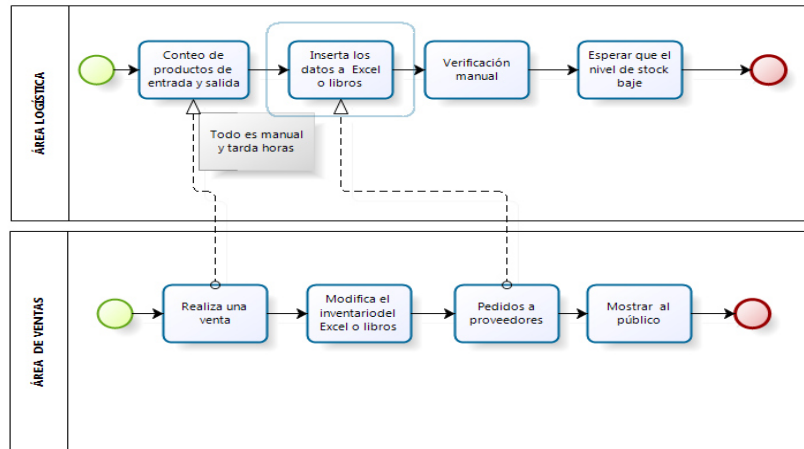 ÁREA LOGÍSTICA
Conteo de
productos de
entrada y salida
Inserta los
datos a Excel
o libros
Verificación
manual
Esperar que el
nivel de stock
baje
Todo es manual
y tarda horas
ÁREA DE VENTAS
Realiza una
venta
Modifica el
inventariodel
Excel o libros
Pedidos a
proveedores
Mostrar al
público